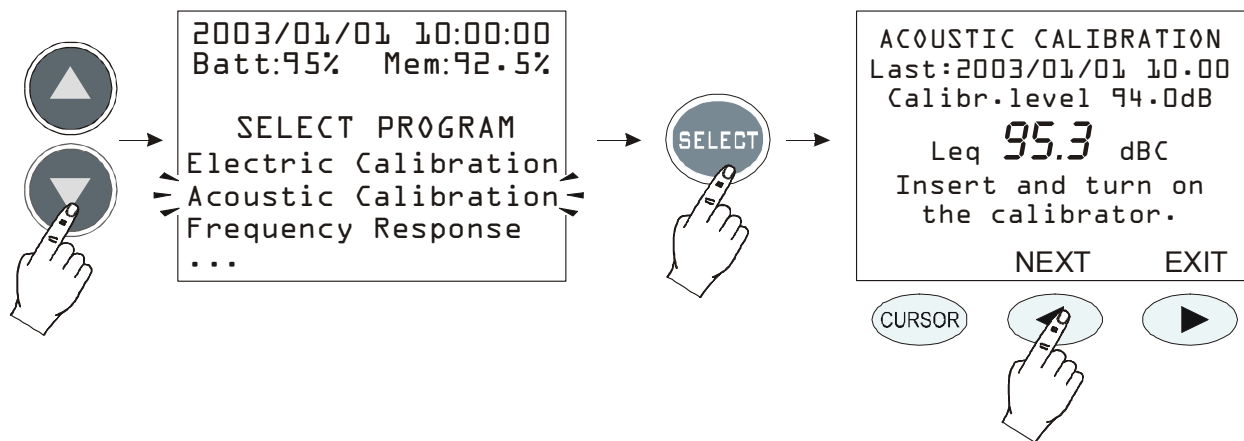 2003/01/01 10:00:00
Batt:95% Mem:92.5%
SELECT PROGRAM
Electric Calibration
Acoustic Calibration
Frequency Response
...
SELECT
ACOUSTIC CALIBRATION
Last:2003/01/01 10.00
Calibr.level 94.0dB
Leq 95.3 dBC
Insert and turn on
the calibrator.
NEXT EXIT
CURSOR